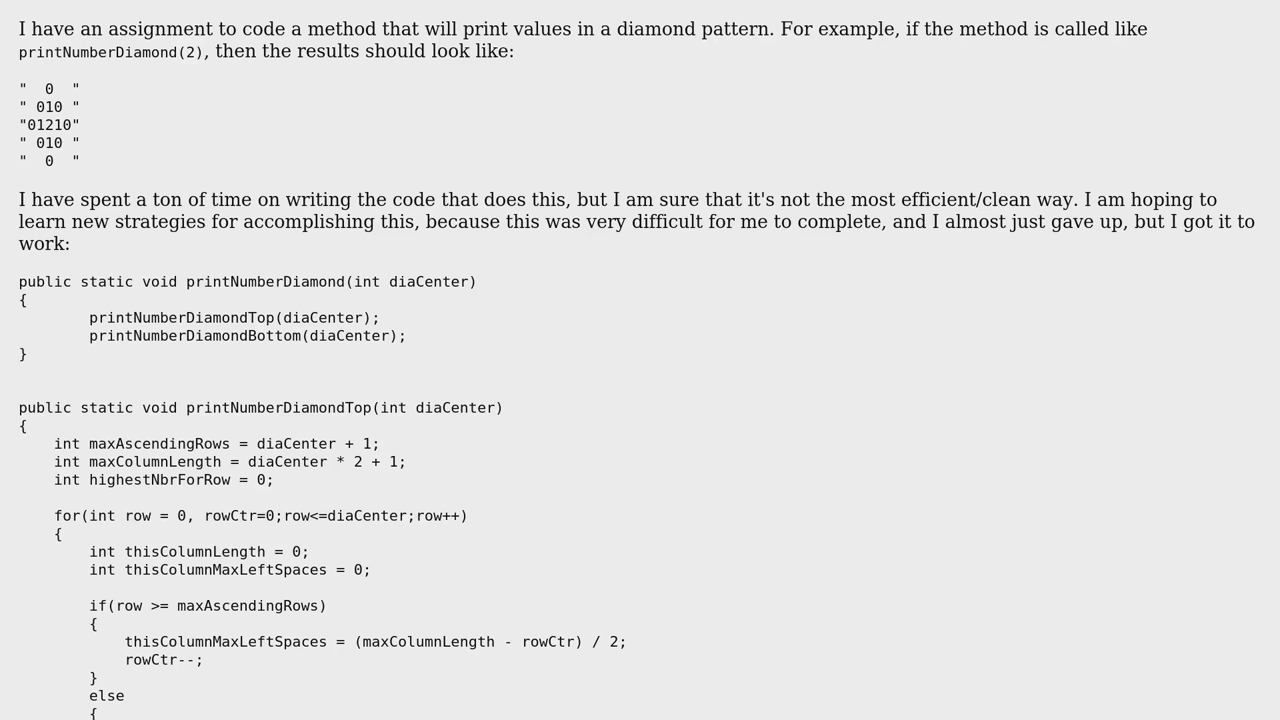 I have an assignment to code a method that will print values in a diamond pattern. For example, if the method is called like
printNumberDiamond(2), then the results should look like:
"  0  "
" 010 "
"01210"
" 010 "
"  0  "
I have spent a ton of time on writing the code that does this, but I am sure that it's not the most efficient/clean way. I am hoping to
learn new strategies for accomplishing this, because this was very difficult for me to complete, and I almost just gave up, but I got it to
work:
public static void printNumberDiamond(int diaCenter)
{
        printNumberDiamondTop(diaCenter);
        printNumberDiamondBottom(diaCenter);
}
public static void printNumberDiamondTop(int diaCenter)
{
    int maxAscendingRows = diaCenter + 1;
    int maxColumnLength = diaCenter * 2 + 1;
    int highestNbrForRow = 0;
    for(int row = 0, rowCtr=0;row<=diaCenter;row++)
    {
        int thisColumnLength = 0;
        int thisColumnMaxLeftSpaces = 0;
        if(row >= maxAscendingRows)
        {
            thisColumnMaxLeftSpaces = (maxColumnLength - rowCtr) / 2;
            rowCtr--;
        }
        else
        {